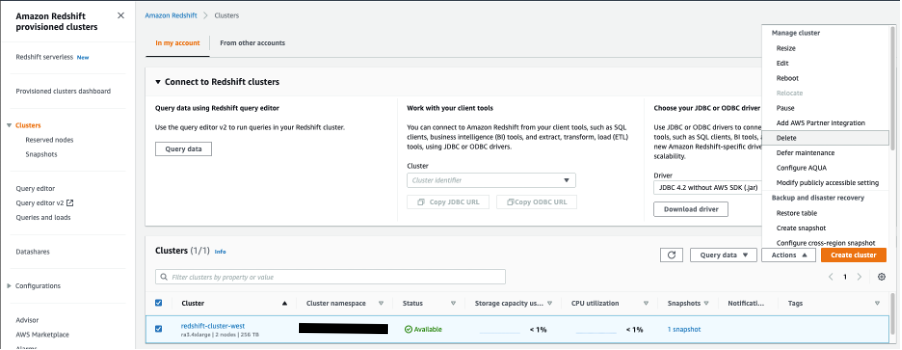 Amazon Redshift
provisioned clusters
Redshift serverless New
Provisioned clusters dashboard
Clusters
Reserved nodes
Snapshots
Query editor
Query editor v2
Queries and loads
Datashares
Configurations
Advisor
AWS Marketplace
Alarms
Amazon Redshift > Clusters
In my account
From other accounts
Connect to Redshift clusters
Query data using Redshift query editor
Use the query editor v2 to run queries in your Redshift cluster.
Query data
Work with your client tools
You can connect to Amazon Redshift from your client tools, such as SQL
clients, business intelligence (BI) tools, and extract, transform, load (ETL)
tools, using JDBC or ODBC drivers.
Cluster
Cluster identifier
Copy JDBC URL
Copy ODBC URL
Choose your JDBC or ODBC driver
Use JDBC or ODBC drivers to conne
tools, such as SQL clients, BI tools, a
new Amazon Redshift-specific driver
scalability.
Driver
JDBC 4.2 without AWS SDK (.jar)
Download driver
Manage cluster
Resize
Edit
Reboot
Relocate
Pause
Add AWS Partner Integration
Delete
Defer maintenance
Configure AQUA
Modify publicly accessible setting
Backup and disaster recovery
Restore table
Create snapshot
Configure cross-region snapshot
Clusters (1/1) Info
Query data
Actions
Create cluster
Filter clusters by property or value
< 1 >
Cluster
Cluster namespace
Status
Storage capacity us...
CPU utilization
Snapshots
Notificati...
Tags
redshift-cluster-west
ra3.4xlarge | 2 nodes | 256 TB
Available
< 1%
< 1%
1 snapshot